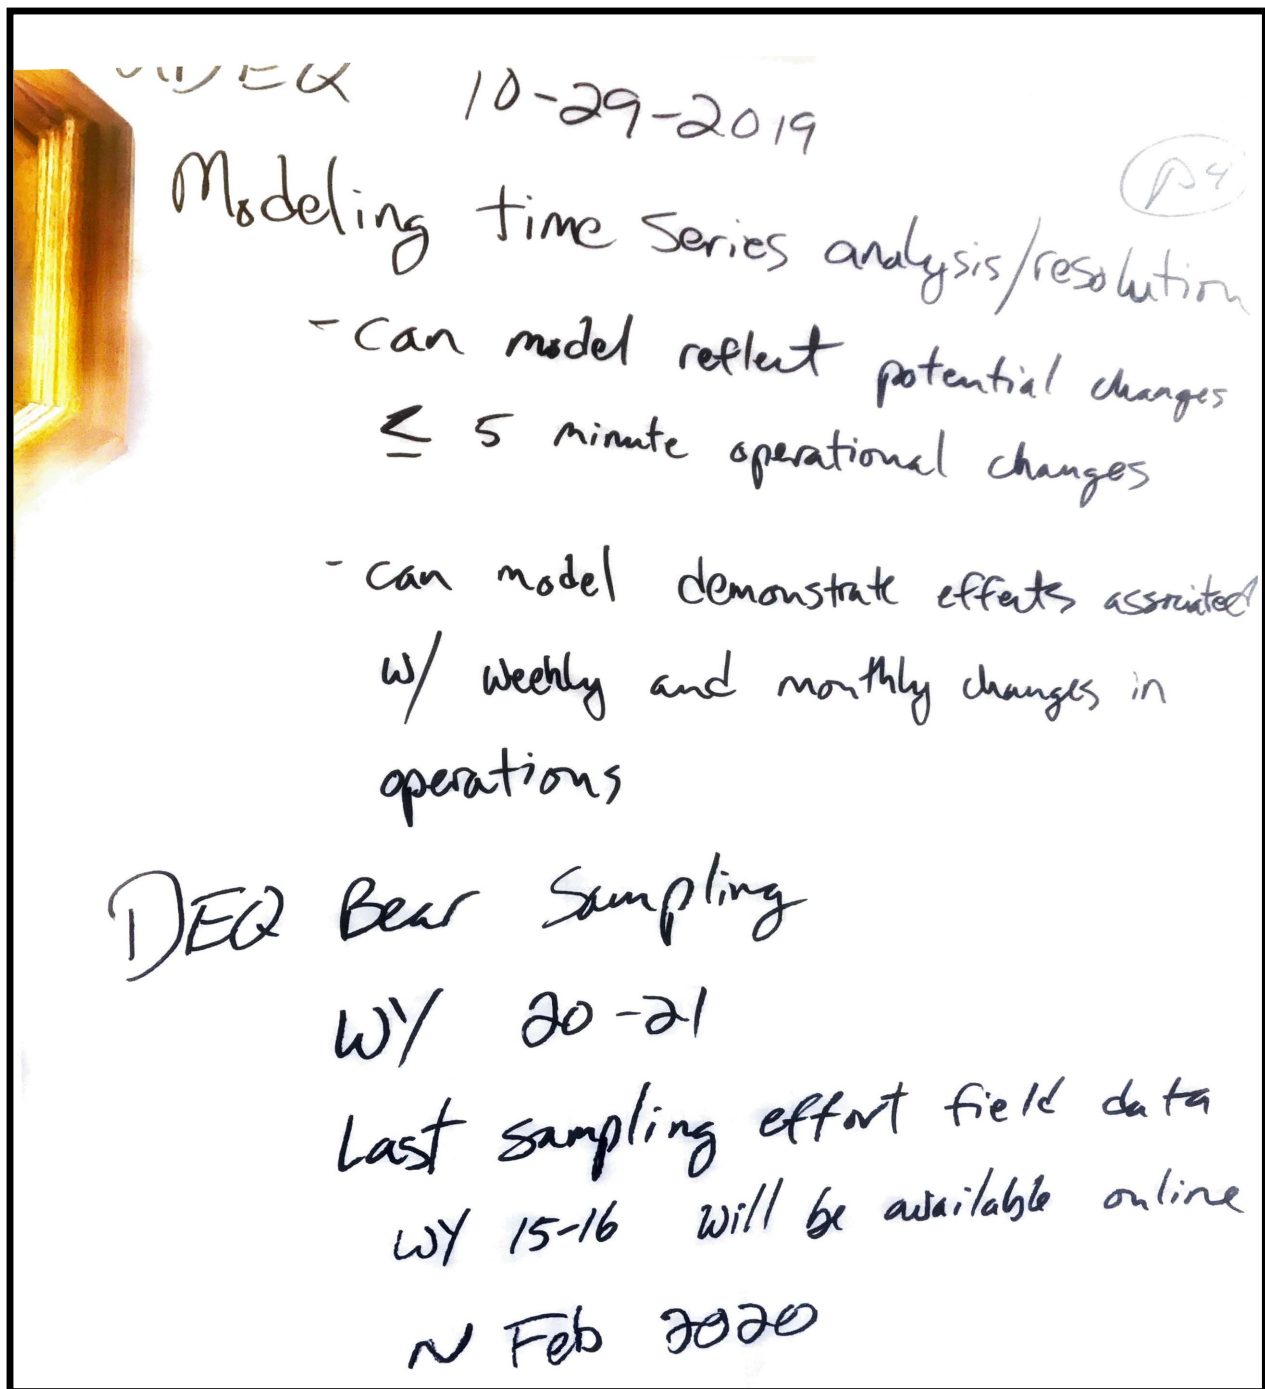 10-29-2019
p4
Modeling time series analysis/resolution
- can model reflect potential changes
≤ 5 minute operational changes
- can model demonstrate effects associated
w/ weekly and monthly changes in
operations
DEQ Bear Sampling
WY 20-21
Last sampling effort field data
WY 15-16 will be available online
~ Feb 2020